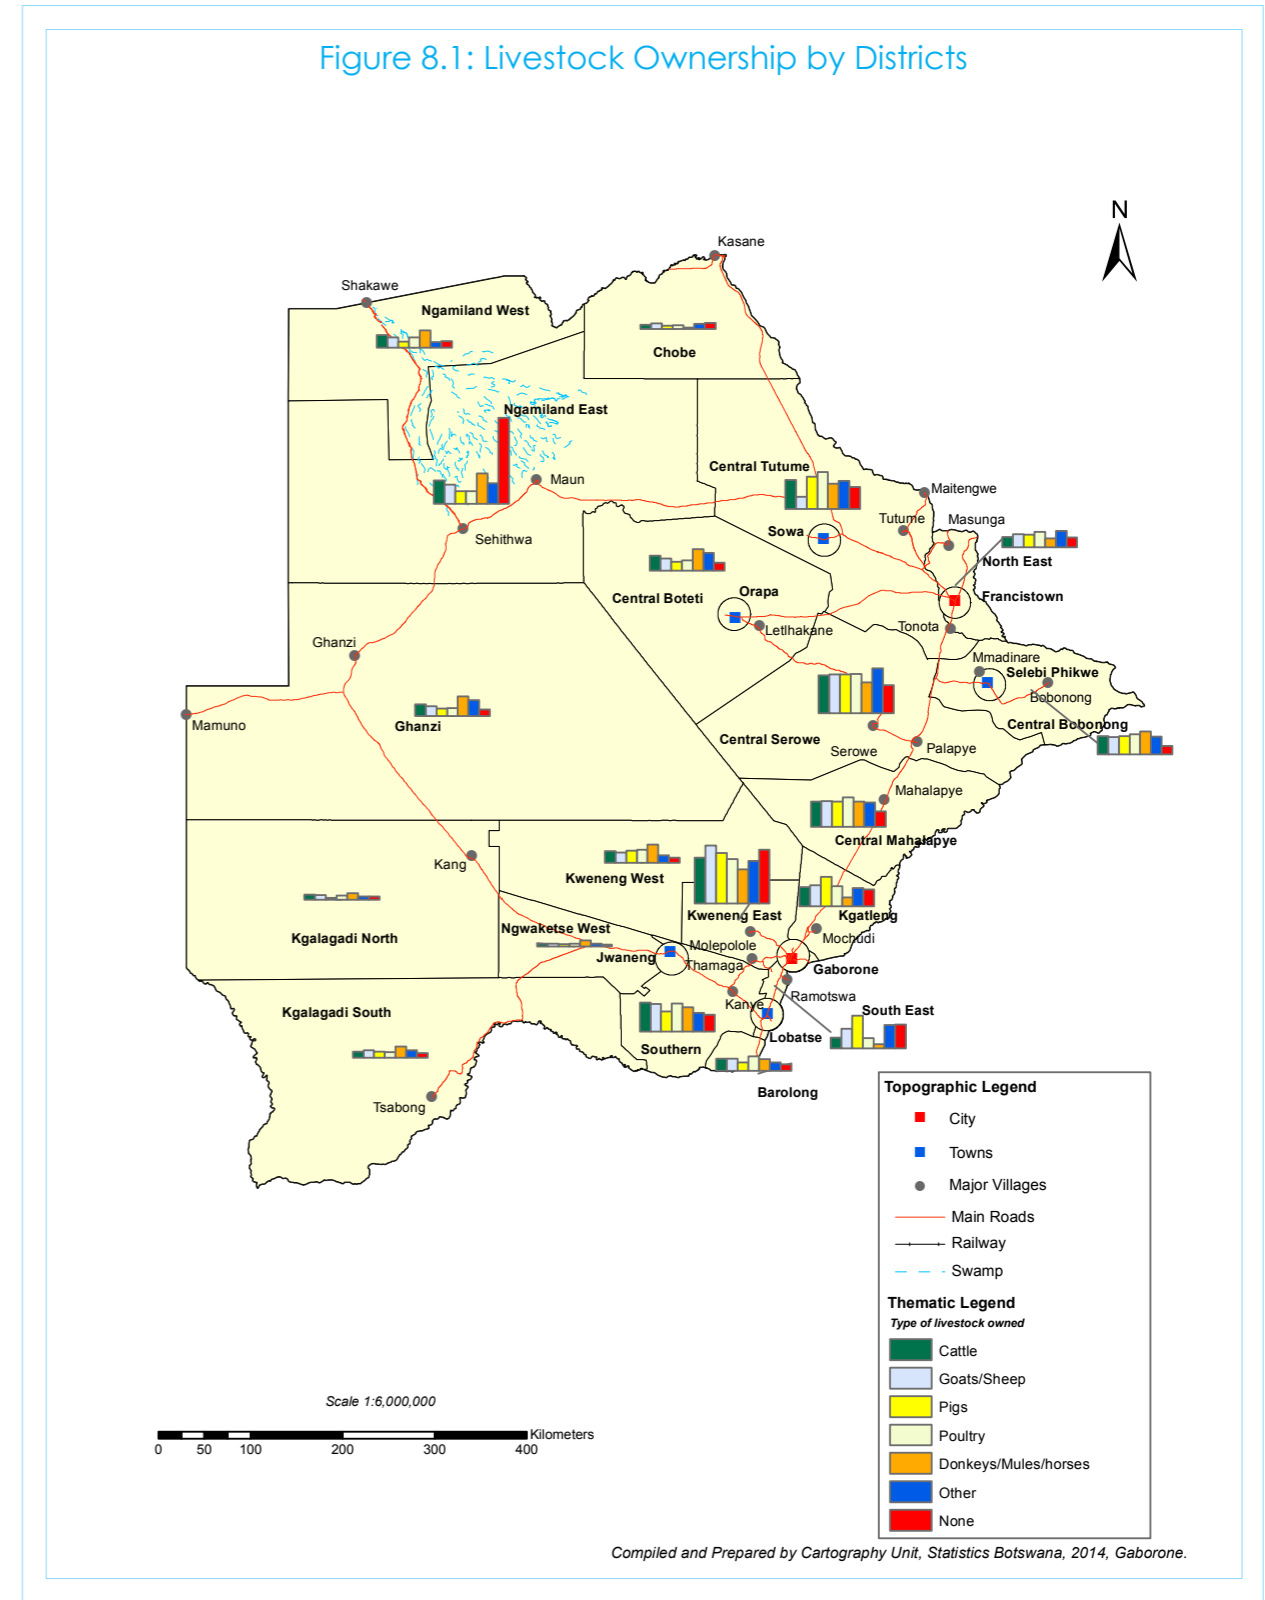 Figure 8.1: Livestock Ownership by Districts
N
Kasane
Shakawe
Ngamiland West
Chobe
Ngamiland East
Central Tutume
Maun
Maitengwe
Tutume
Masunga
Sowa
Sehithwa
North East
Orapa
Central Boteti
Francistown
Letlhakane
Tonota
Ghanzi
Mmadinare
Selebi Phikwe
Bobonong
Mamuno
Ghanzi
Central Bobonong
Central Serowe
Serowe
Palapye
Mahalapye
Central Mahalapye
Kang
Kweneng West
Kweneng East
Kgatleng
Ngwaketse West
Kgalagadi North
Molepolole
Mochudi
Jwaneng
Thamaga
Gaborone
Kanye
Ramotswa
Kgalagadi South
South East
Lobatse
Southern
Barolong
Tsabong
Topographic Legend
City
Towns
Major Villages
Main Roads
Railway
Swamp
Thematic Legend
Type of livestock owned
Cattle
Goats/Sheep
Pigs
Poultry
Donkeys/Mules/horses
Other
None
Scale 1:6,000,000
Kilometers
0 50 100 200 300 400
Compiled and Prepared by Cartography Unit, Statistics Botswana, 2014, Gaborone.